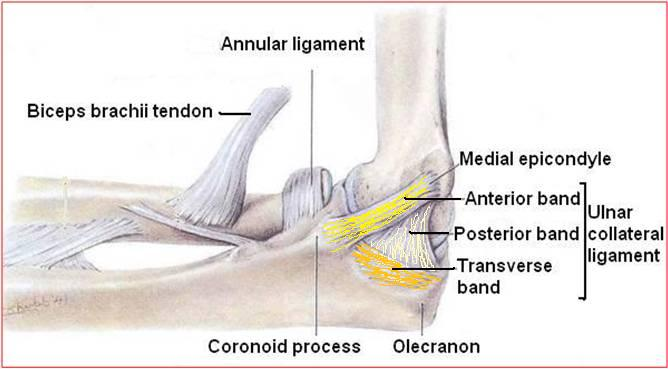 Annular ligament
Biceps brachii tendon
Medial epicondyle
Anterior band
Posterior band
Transverse
band
Ulnar
collateral
ligament
Coronoid process
Olecranon